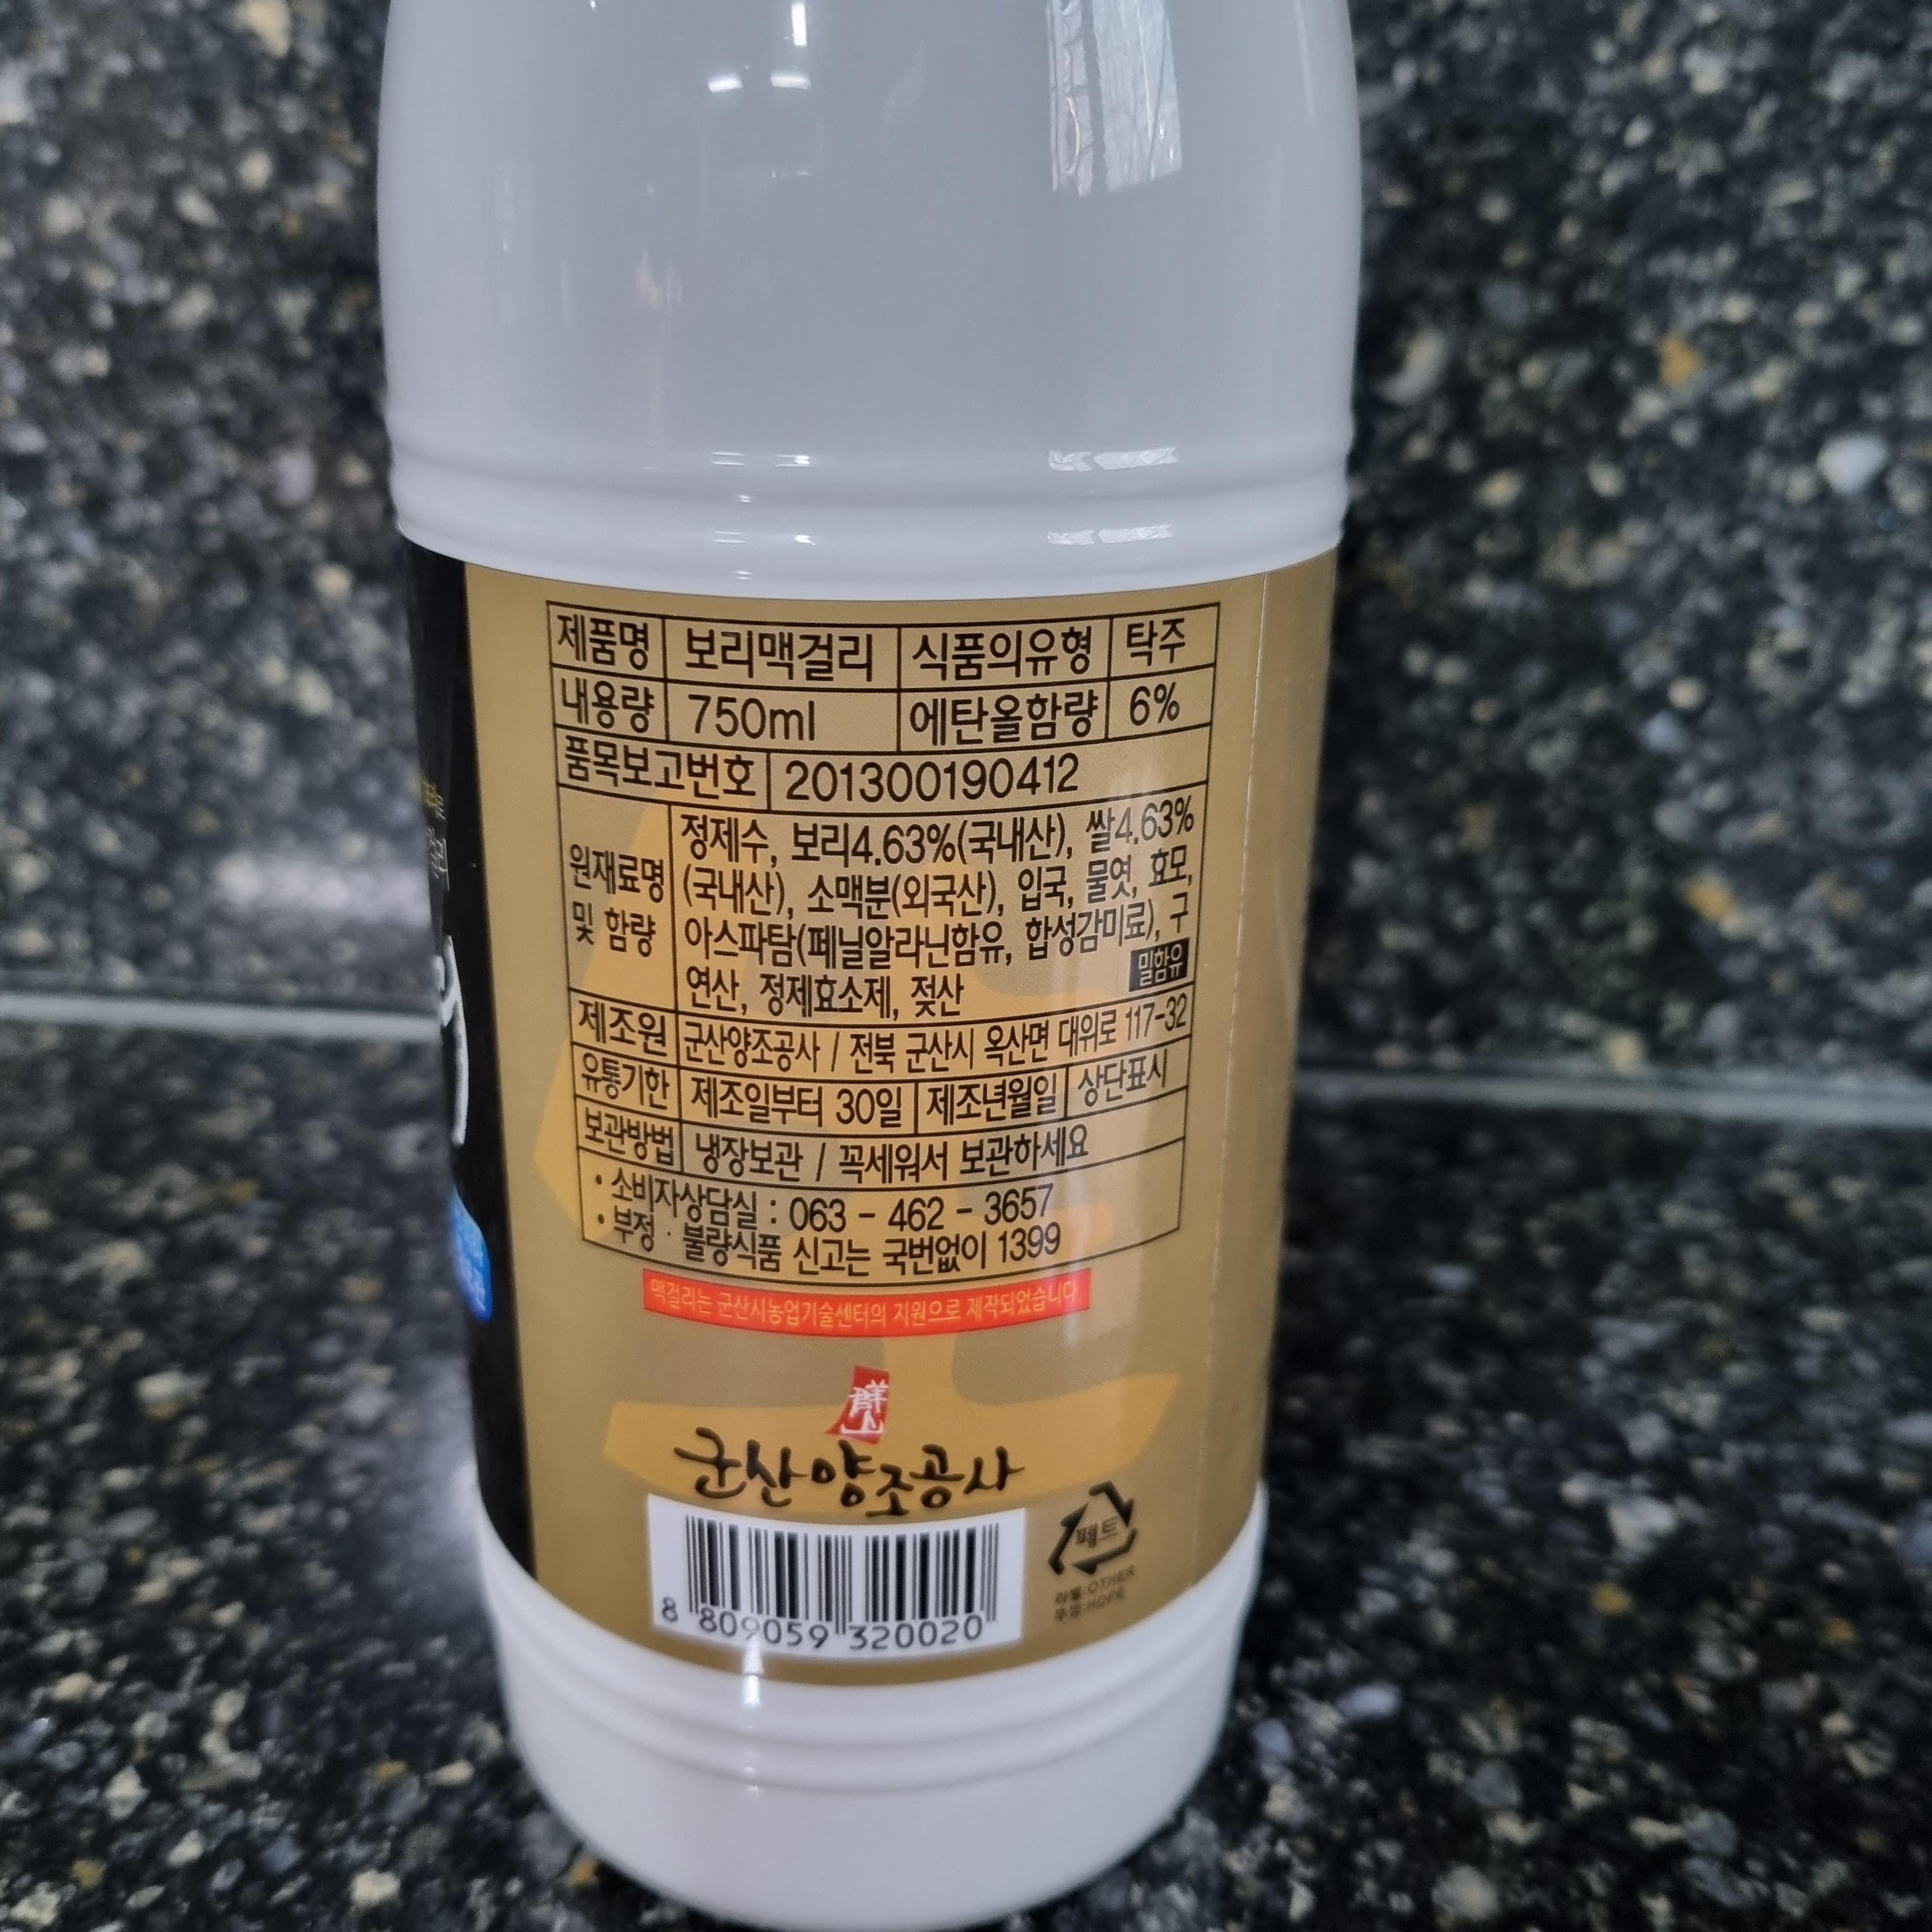 제품명 보리맥걸리 식품의유형 탁주
내용량 750ml 에탄올함량 6%
품목보고번호 201300190412
원재료명 및 함량
정제수, 보리4.63%(국내산), 쌀4.63%
(국내산), 소맥분(외국산), 입국, 물엿, 효모,
아스파탐(페닐알라닌함유, 합성감미료), 구
연산, 정제효소제, 젖산 밀함유
제조원 군산양조공사 / 전북 군산시 옥산면 대위로 117-32
유통기한 제조일부터 30일 제조년월일 상단표시
보관방법 냉장보관 / 꼭세워서 보관하세요
• 소비자상담실 : 063 - 462 - 3657
• 부정 · 불량식품 신고는 국번없이 1399
맥걸리는 군산시농업기술센터의 지원으로 제작되었습니다.
群山
군산양조공사
페트
라벨:OTHER
뚜껑:HDPE
8 809059 320020